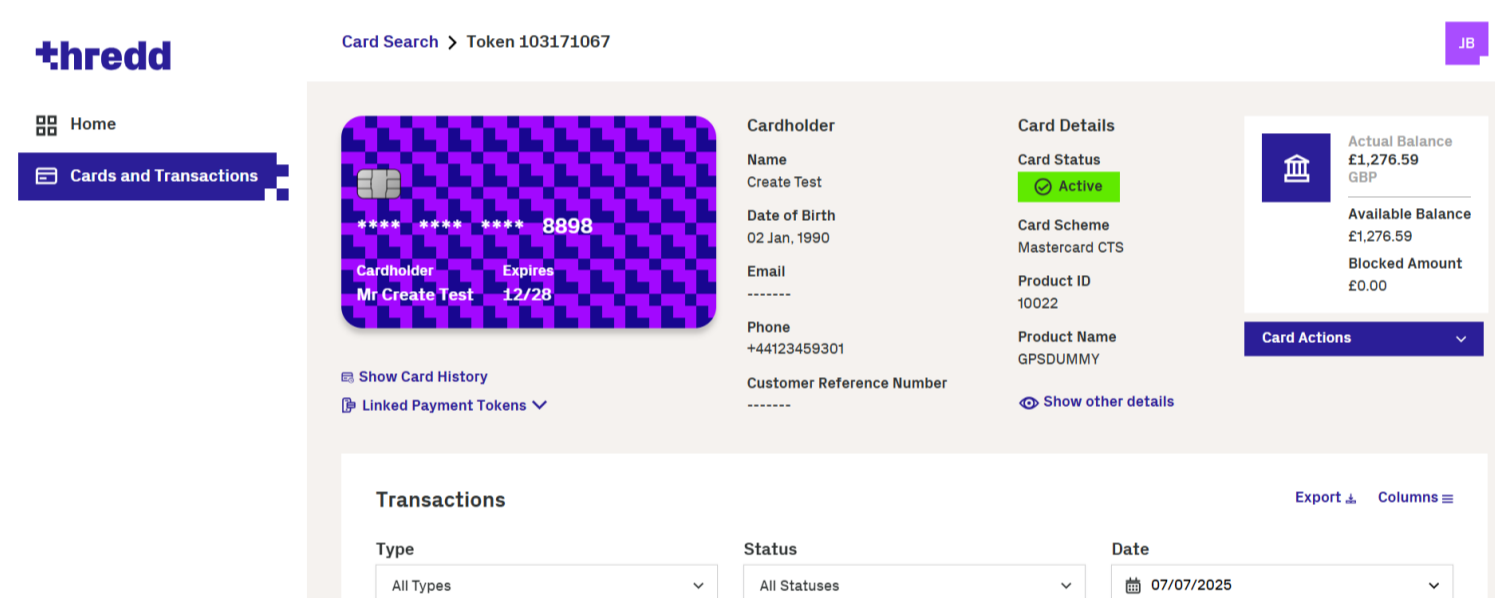 thredd
Card Search > Token 103171067
JB
Home
Cards and Transactions
**** **** **** 8898
Cardholder Expires
Mr Create Test 12/28
Show Card History
Linked Payment Tokens
Cardholder
Name
Create Test
Date of Birth
02 Jan, 1990
Email
-------
Phone
+44123459301
Customer Reference Number
-------
Card Details
Card Status
Active
Card Scheme
Mastercard CTS
Product ID
10022
Product Name
GPSDUMMY
Show other details
Actual Balance
£1,276.59
GBP
Available Balance
£1,276.59
Blocked Amount
£0.00
Card Actions
Transactions
Export Columns
Type Status Date
All Types All Statuses 07/07/2025